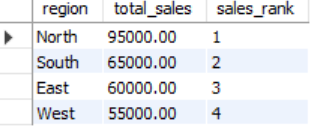 region total_sales sales_rank
North 95000.00 1
South 65000.00 2
East 60000.00 3
West 55000.00 4